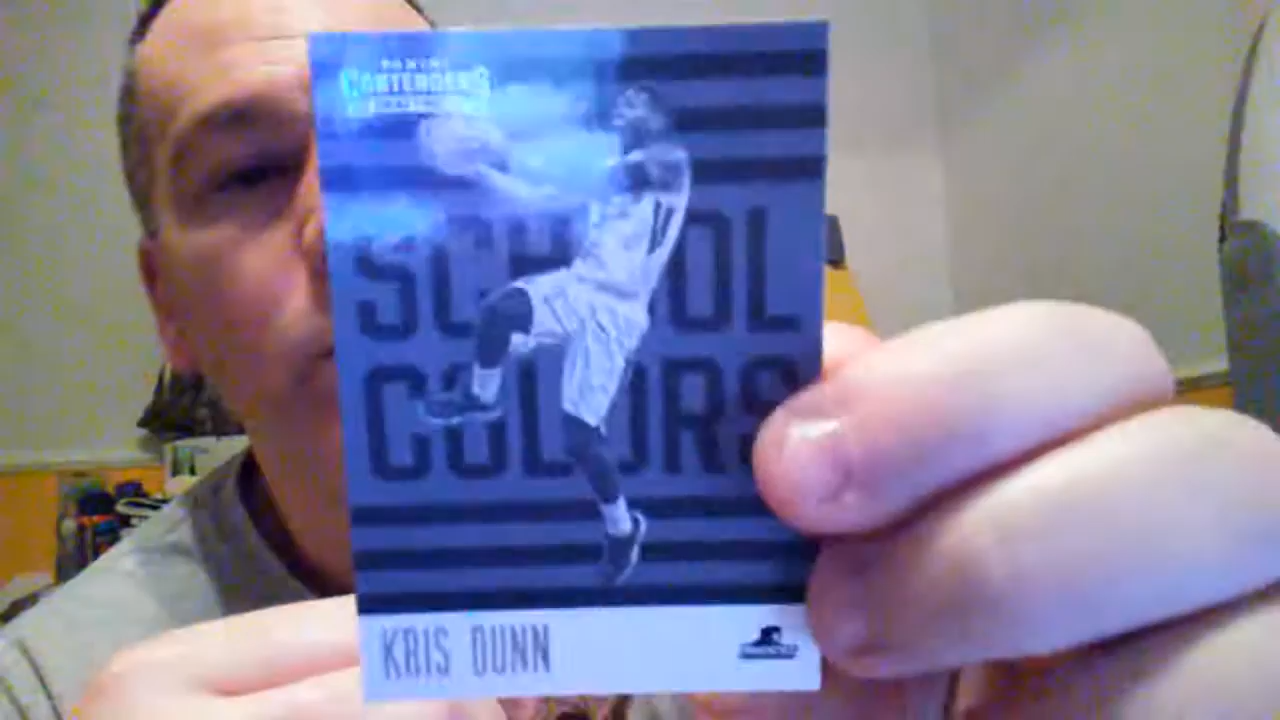 PANINI
CONTENDERS
SCHOOL
COLORS
KRIS DUNN